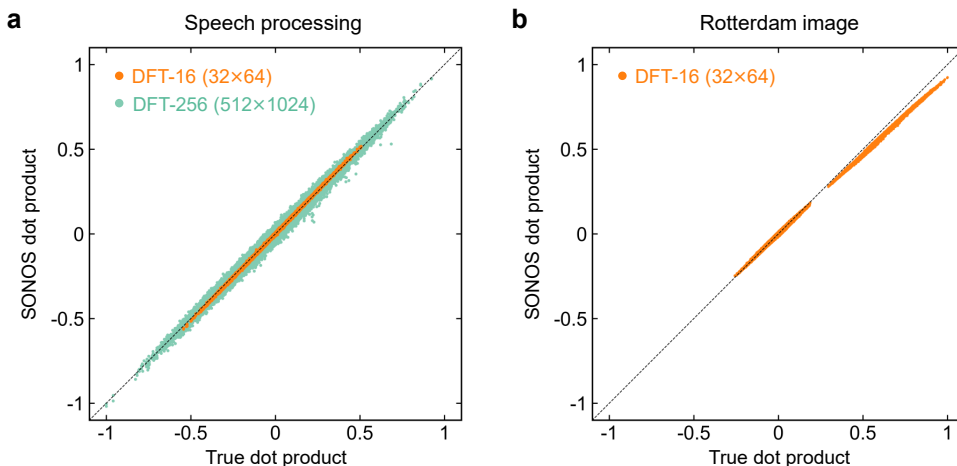 a
Speech processing
DFT-16 (32×64)
DFT-256 (512×1024)
1
0.5
0
-0.5
-1
-1
-0.5
0
0.5
1
SONOS dot product
True dot product
b
Rotterdam image
DFT-16 (32×64)
1
0.5
0
-0.5
-1
-1
-0.5
0
0.5
1
SONOS dot product
True dot product